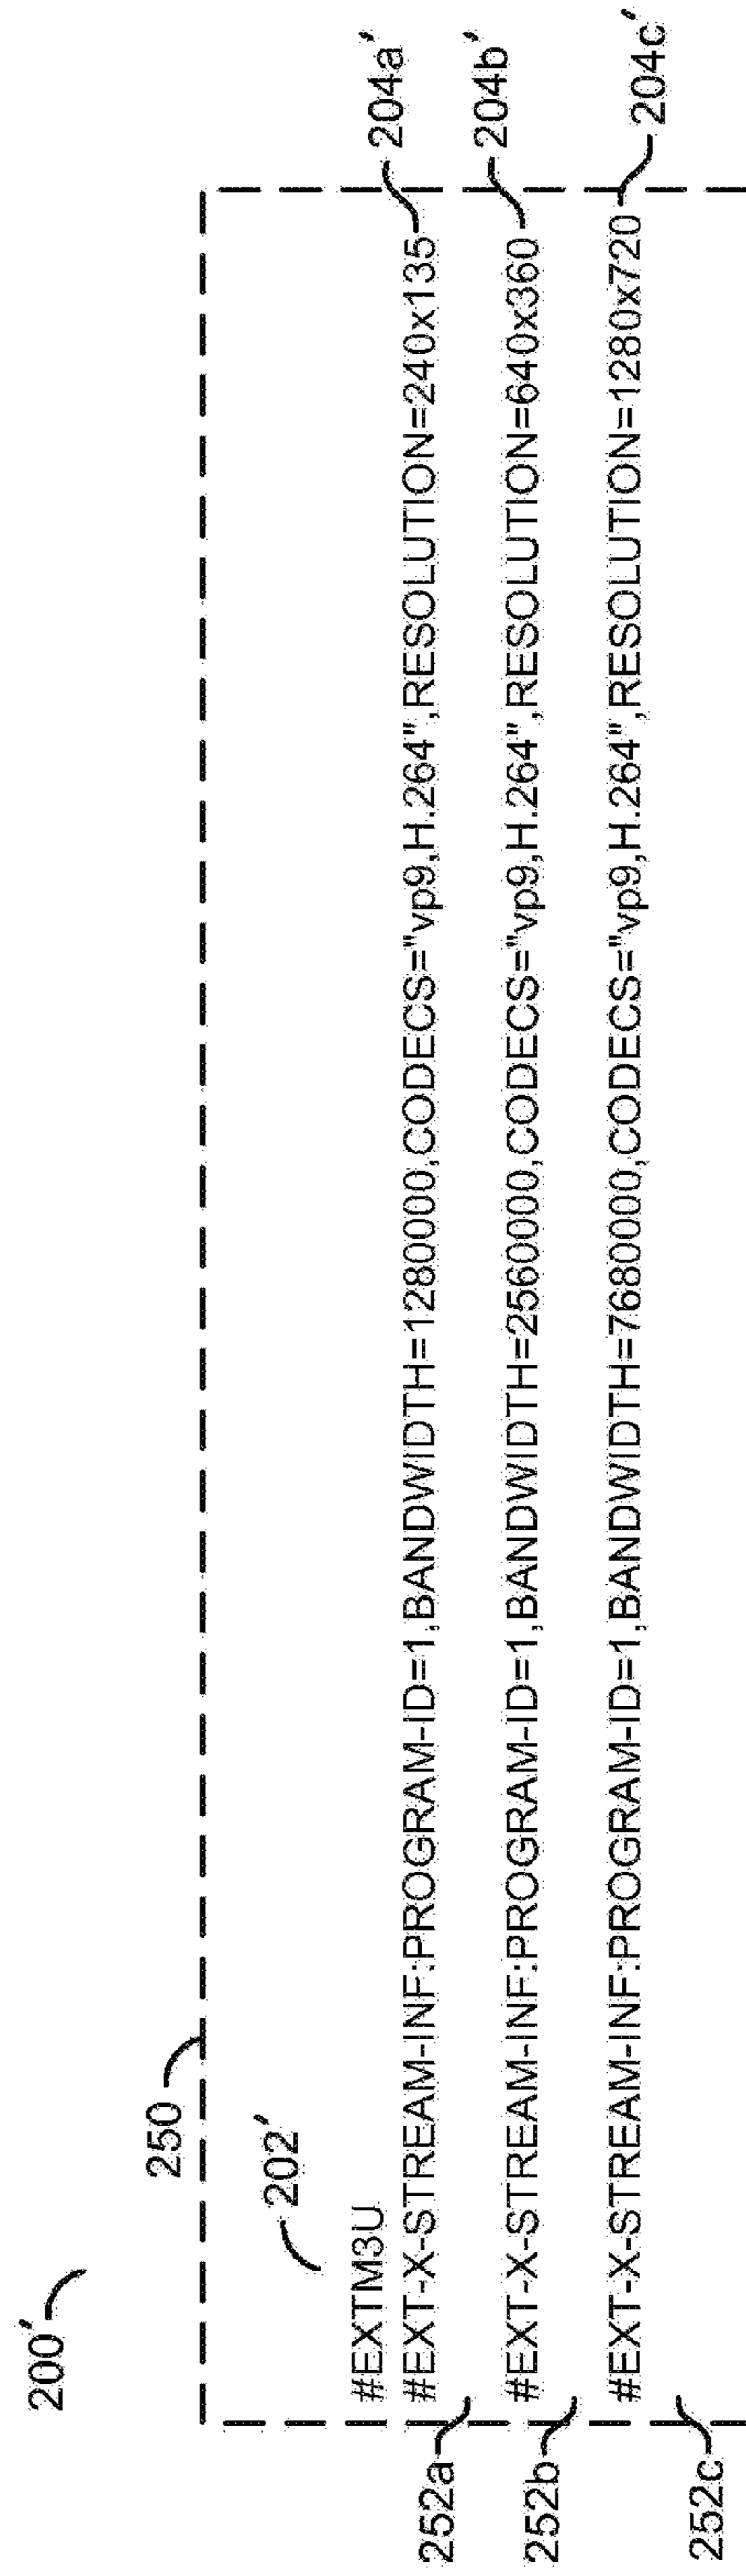 200'
250
202'
#EXTM3U
#EXT-X-STREAM-INF:PROGRAM-ID=1,BANDWIDTH=1280000,CODECS="vp9,H.264",RESOLUTION=240x135
204a'
252a
#EXT-X-STREAM-INF:PROGRAM-ID=1,BANDWIDTH=2560000,CODECS="vp9,H.264",RESOLUTION=640x360
204b'
252b
#EXT-X-STREAM-INF:PROGRAM-ID=1,BANDWIDTH=7680000,CODECS="vp9,H.264",RESOLUTION=1280x720
204c'
252c